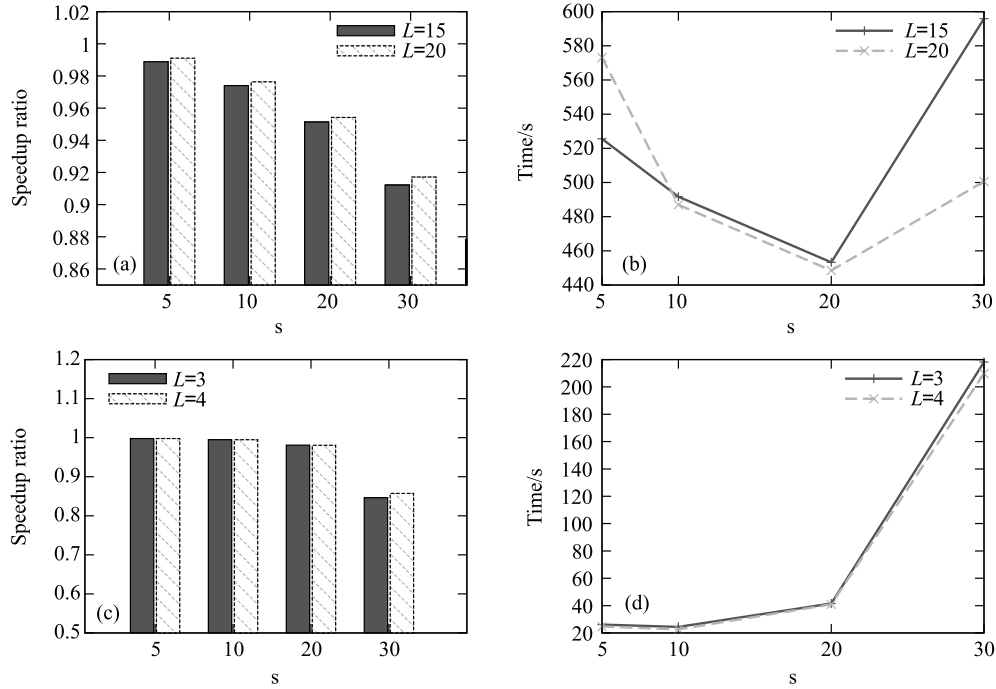 1.02
1
0.98
0.96
0.94
0.92
0.9
0.88
0.86
Speedup ratio
L=15
L=20
(a)
5 10 20 30
s
600
580
560
540
520
500
480
460
440
Time/s
L=15
L=20
(b)
5 10 20 30
s
1.2
1.1
1
0.9
0.8
0.7
0.6
0.5
Speedup ratio
L=3
L=4
(c)
5 10 20 30
s
220
200
180
160
140
120
100
80
60
40
20
Time/s
L=3
L=4
(d)
5 10 20 30
s